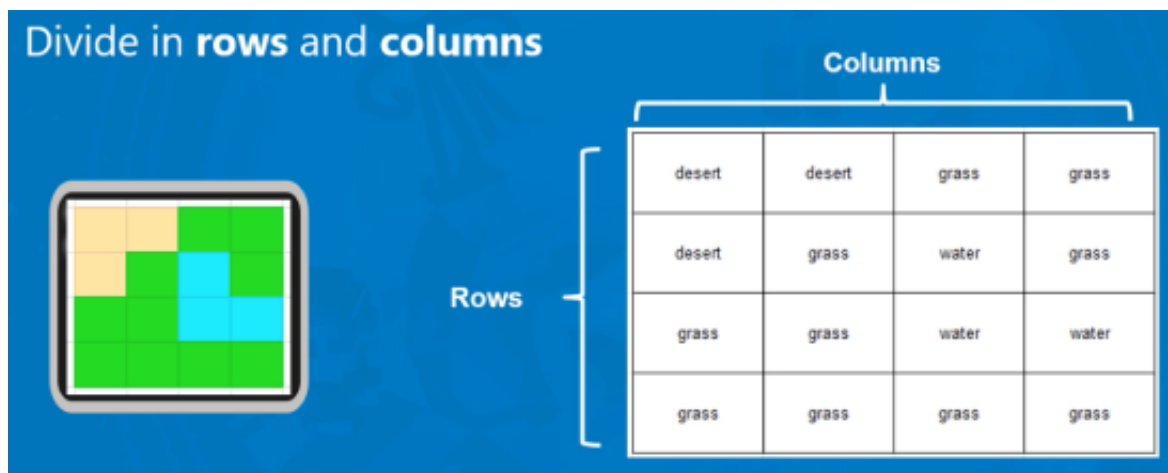 Divide in rows and columns
Columns
desert desert grass grass
desert grass water grass
Rows
grass grass water water
grass grass grass grass